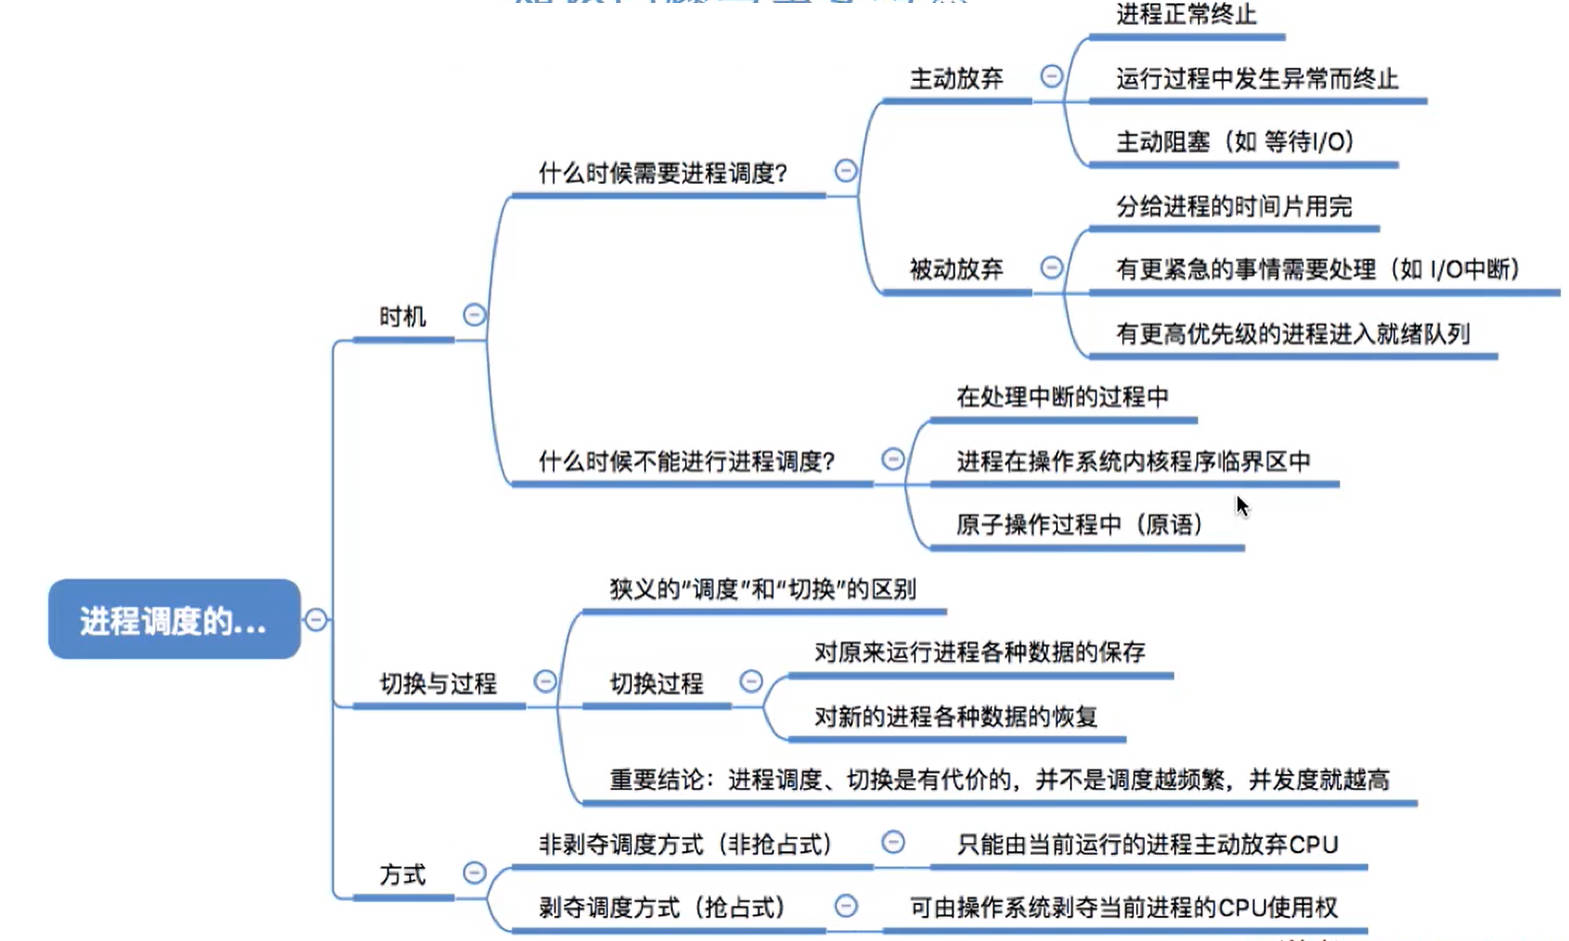 进程正常终止
主动放弃
运行过程中发生异常而终止
主动阻塞（如 等待I/O）
什么时候需要进程调度？
分给进程的时间片用完
被动放弃
有更紧急的事情需要处理（如 I/O中断）
时机
有更高优先级的进程进入就绪队列
在处理中断的过程中
什么时候不能进行进程调度？
进程在操作系统内核程序临界区中
原子操作过程中（原语）
进程调度的...
狭义的“调度”和“切换”的区别
对原来运行进程各种数据的保存
切换与过程
切换过程
对新的进程各种数据的恢复
重要结论：进程调度、切换是有代价的，并不是调度越频繁，并发度就越高
非剥夺调度方式（非抢占式）
只能由当前运行的进程主动放弃CPU
方式
剥夺调度方式（抢占式）
可由操作系统剥夺当前进程的CPU使用权